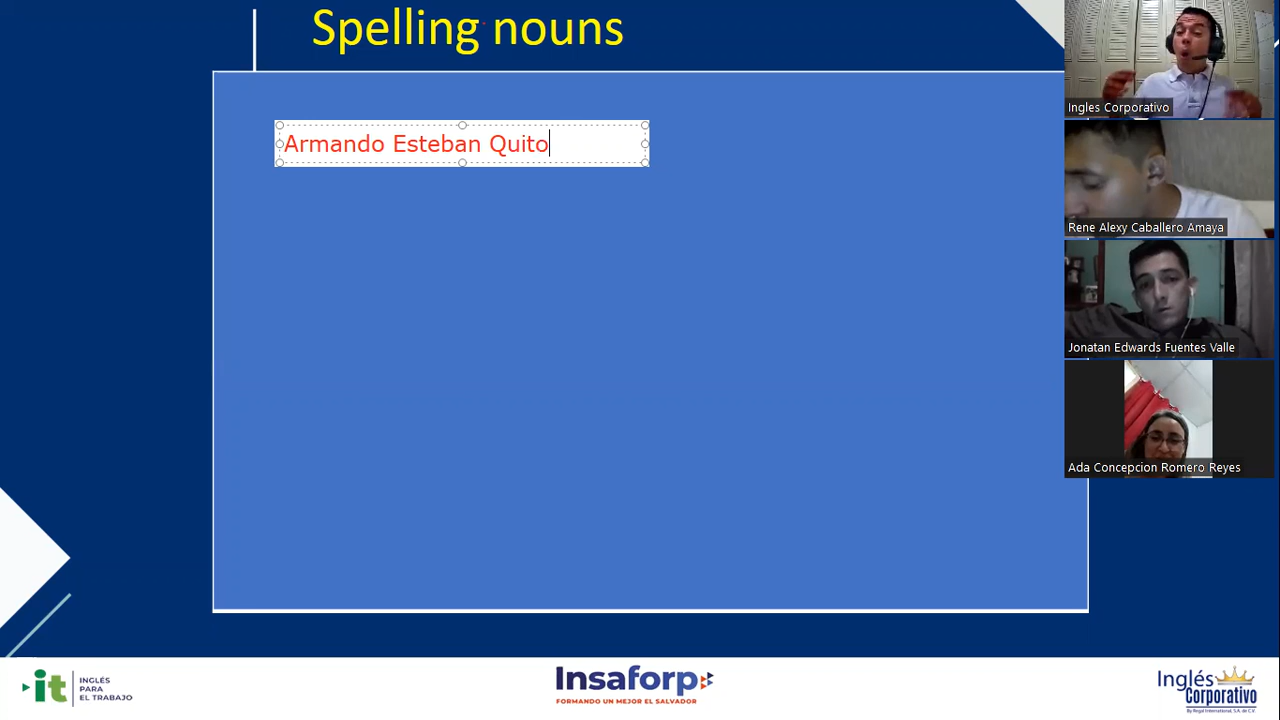 Spelling nouns
Armando Esteban Quito
Ingles Corporativo
Rene Alexy Caballero Amaya
Jonatan Edwards Fuentes Valle
Ada Concepcion Romero Reyes
it
INGLÉS
PARA
EL TRABAJO
Insaforp
FORMANDO UN MEJOR EL SALVADOR
Inglés
Corporativo
By Regal International, S.A. de C.V.